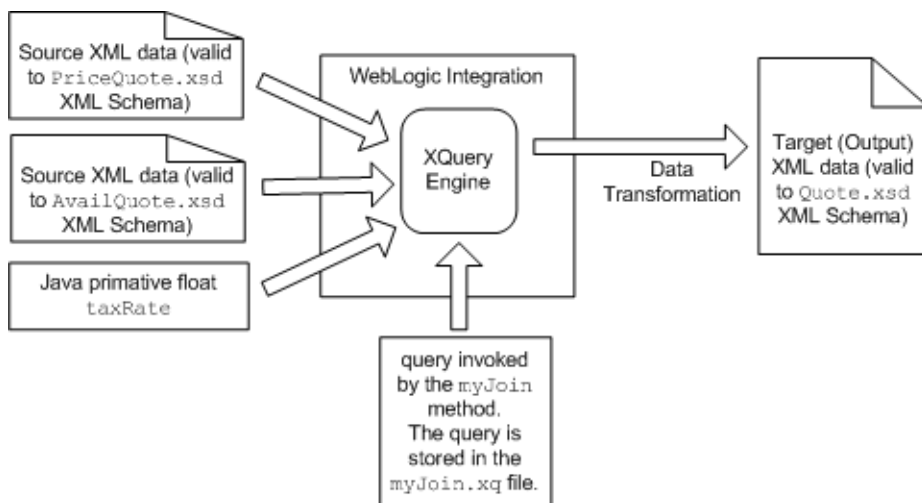 Source XML data (valid
to PriceQuote.xsd
XML Schema)
Source XML data (valid
to AvailQuote.xsd
XML Schema)
Java primative float
taxRate
WebLogic Integration
XQuery
Engine
query invoked
by the myJoin
method.
The query is
stored in the
myJoin.xq file.
Data
Transformation
Target (Output)
XML data (valid
to Quote.xsd
XML Schema)